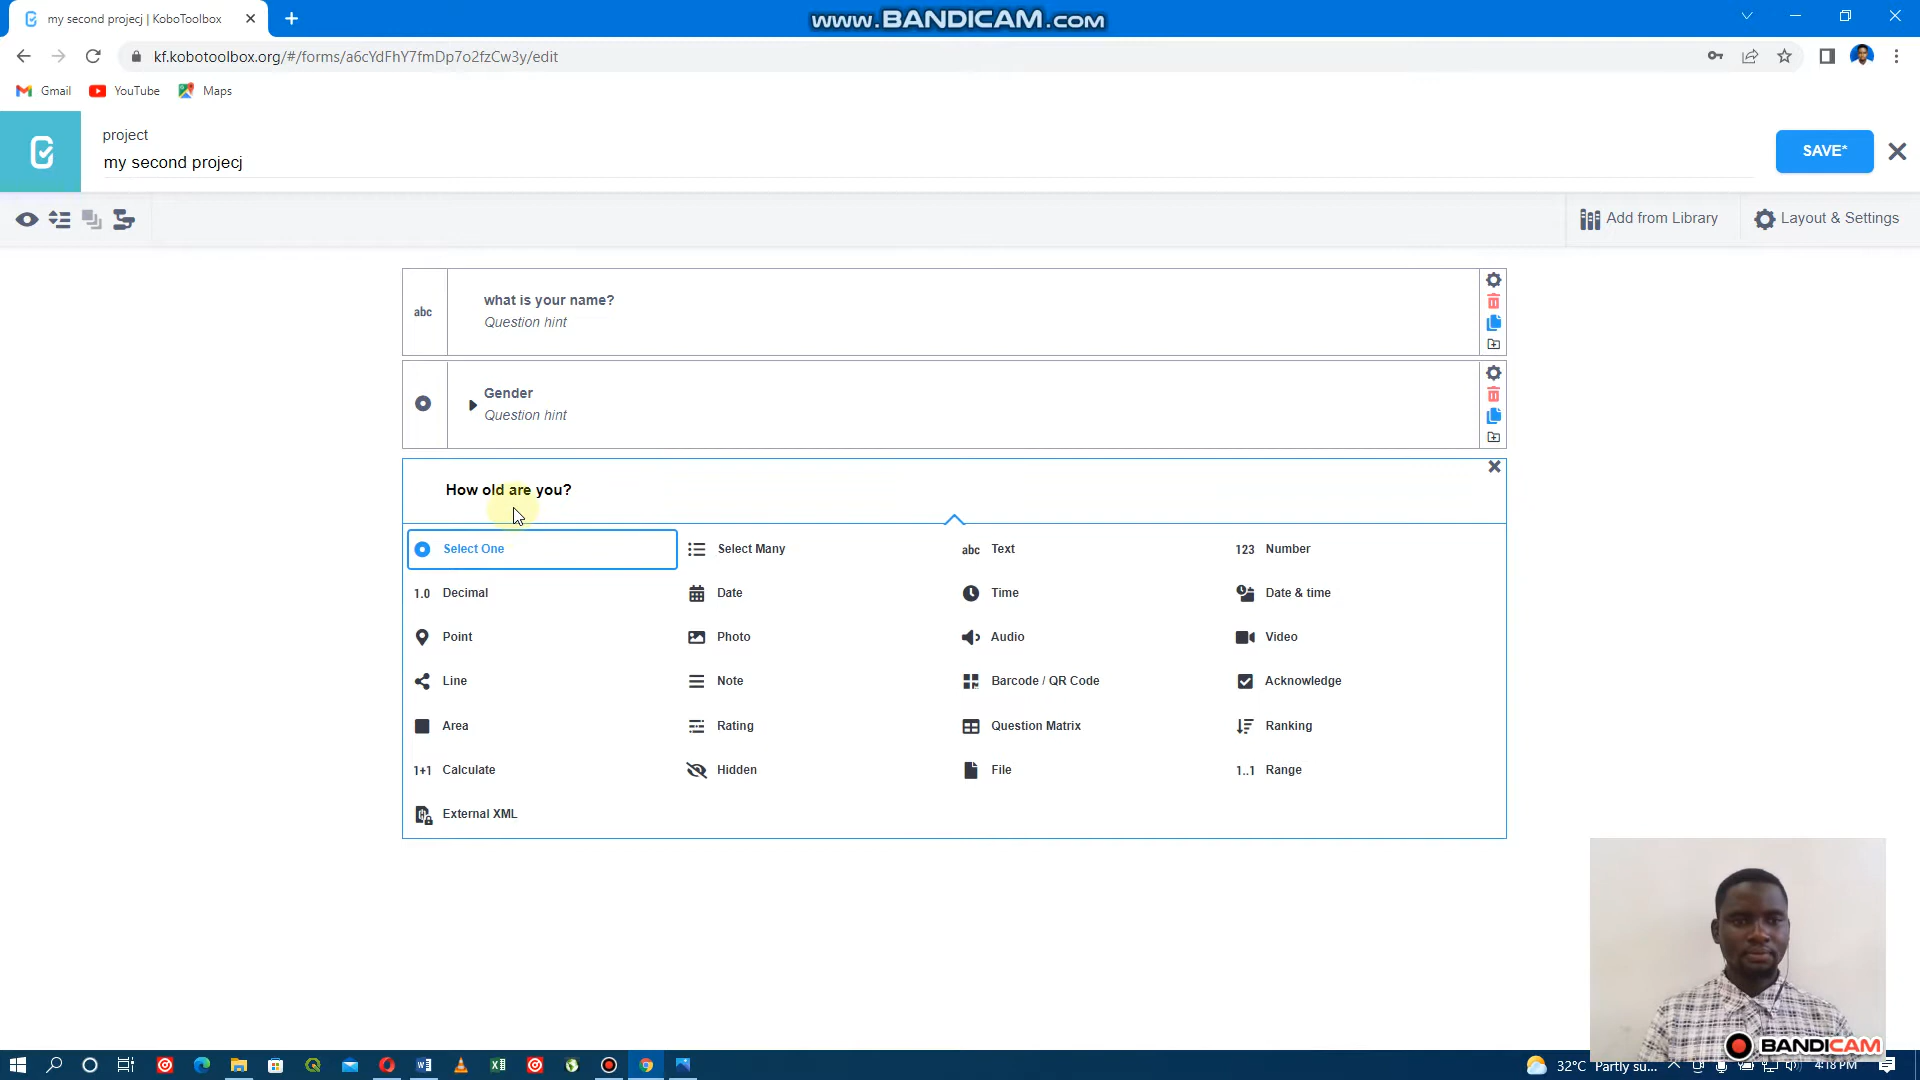 my second projecj | KoboToolbox
www.BANDICAM.com
kf.kobotoolbox.org/#/forms/a6cYdFhY7fmDp7o2fzCw3y/edit
Gmail YouTube Maps
project
my second projecj
SAVE*
Add from Library Layout & Settings
abc what is your name?
Question hint
Gender
Question hint
How old are you?
Select One Select Many abc Text 123 Number
1.0 Decimal Date Time Date & time
Point Photo Audio Video
Line Note Barcode / QR Code Acknowledge
Area Rating Question Matrix Ranking
1+1 Calculate Hidden File 1..1 Range
External XML
BANDICAM
32°C Partly su... 4:18 PM